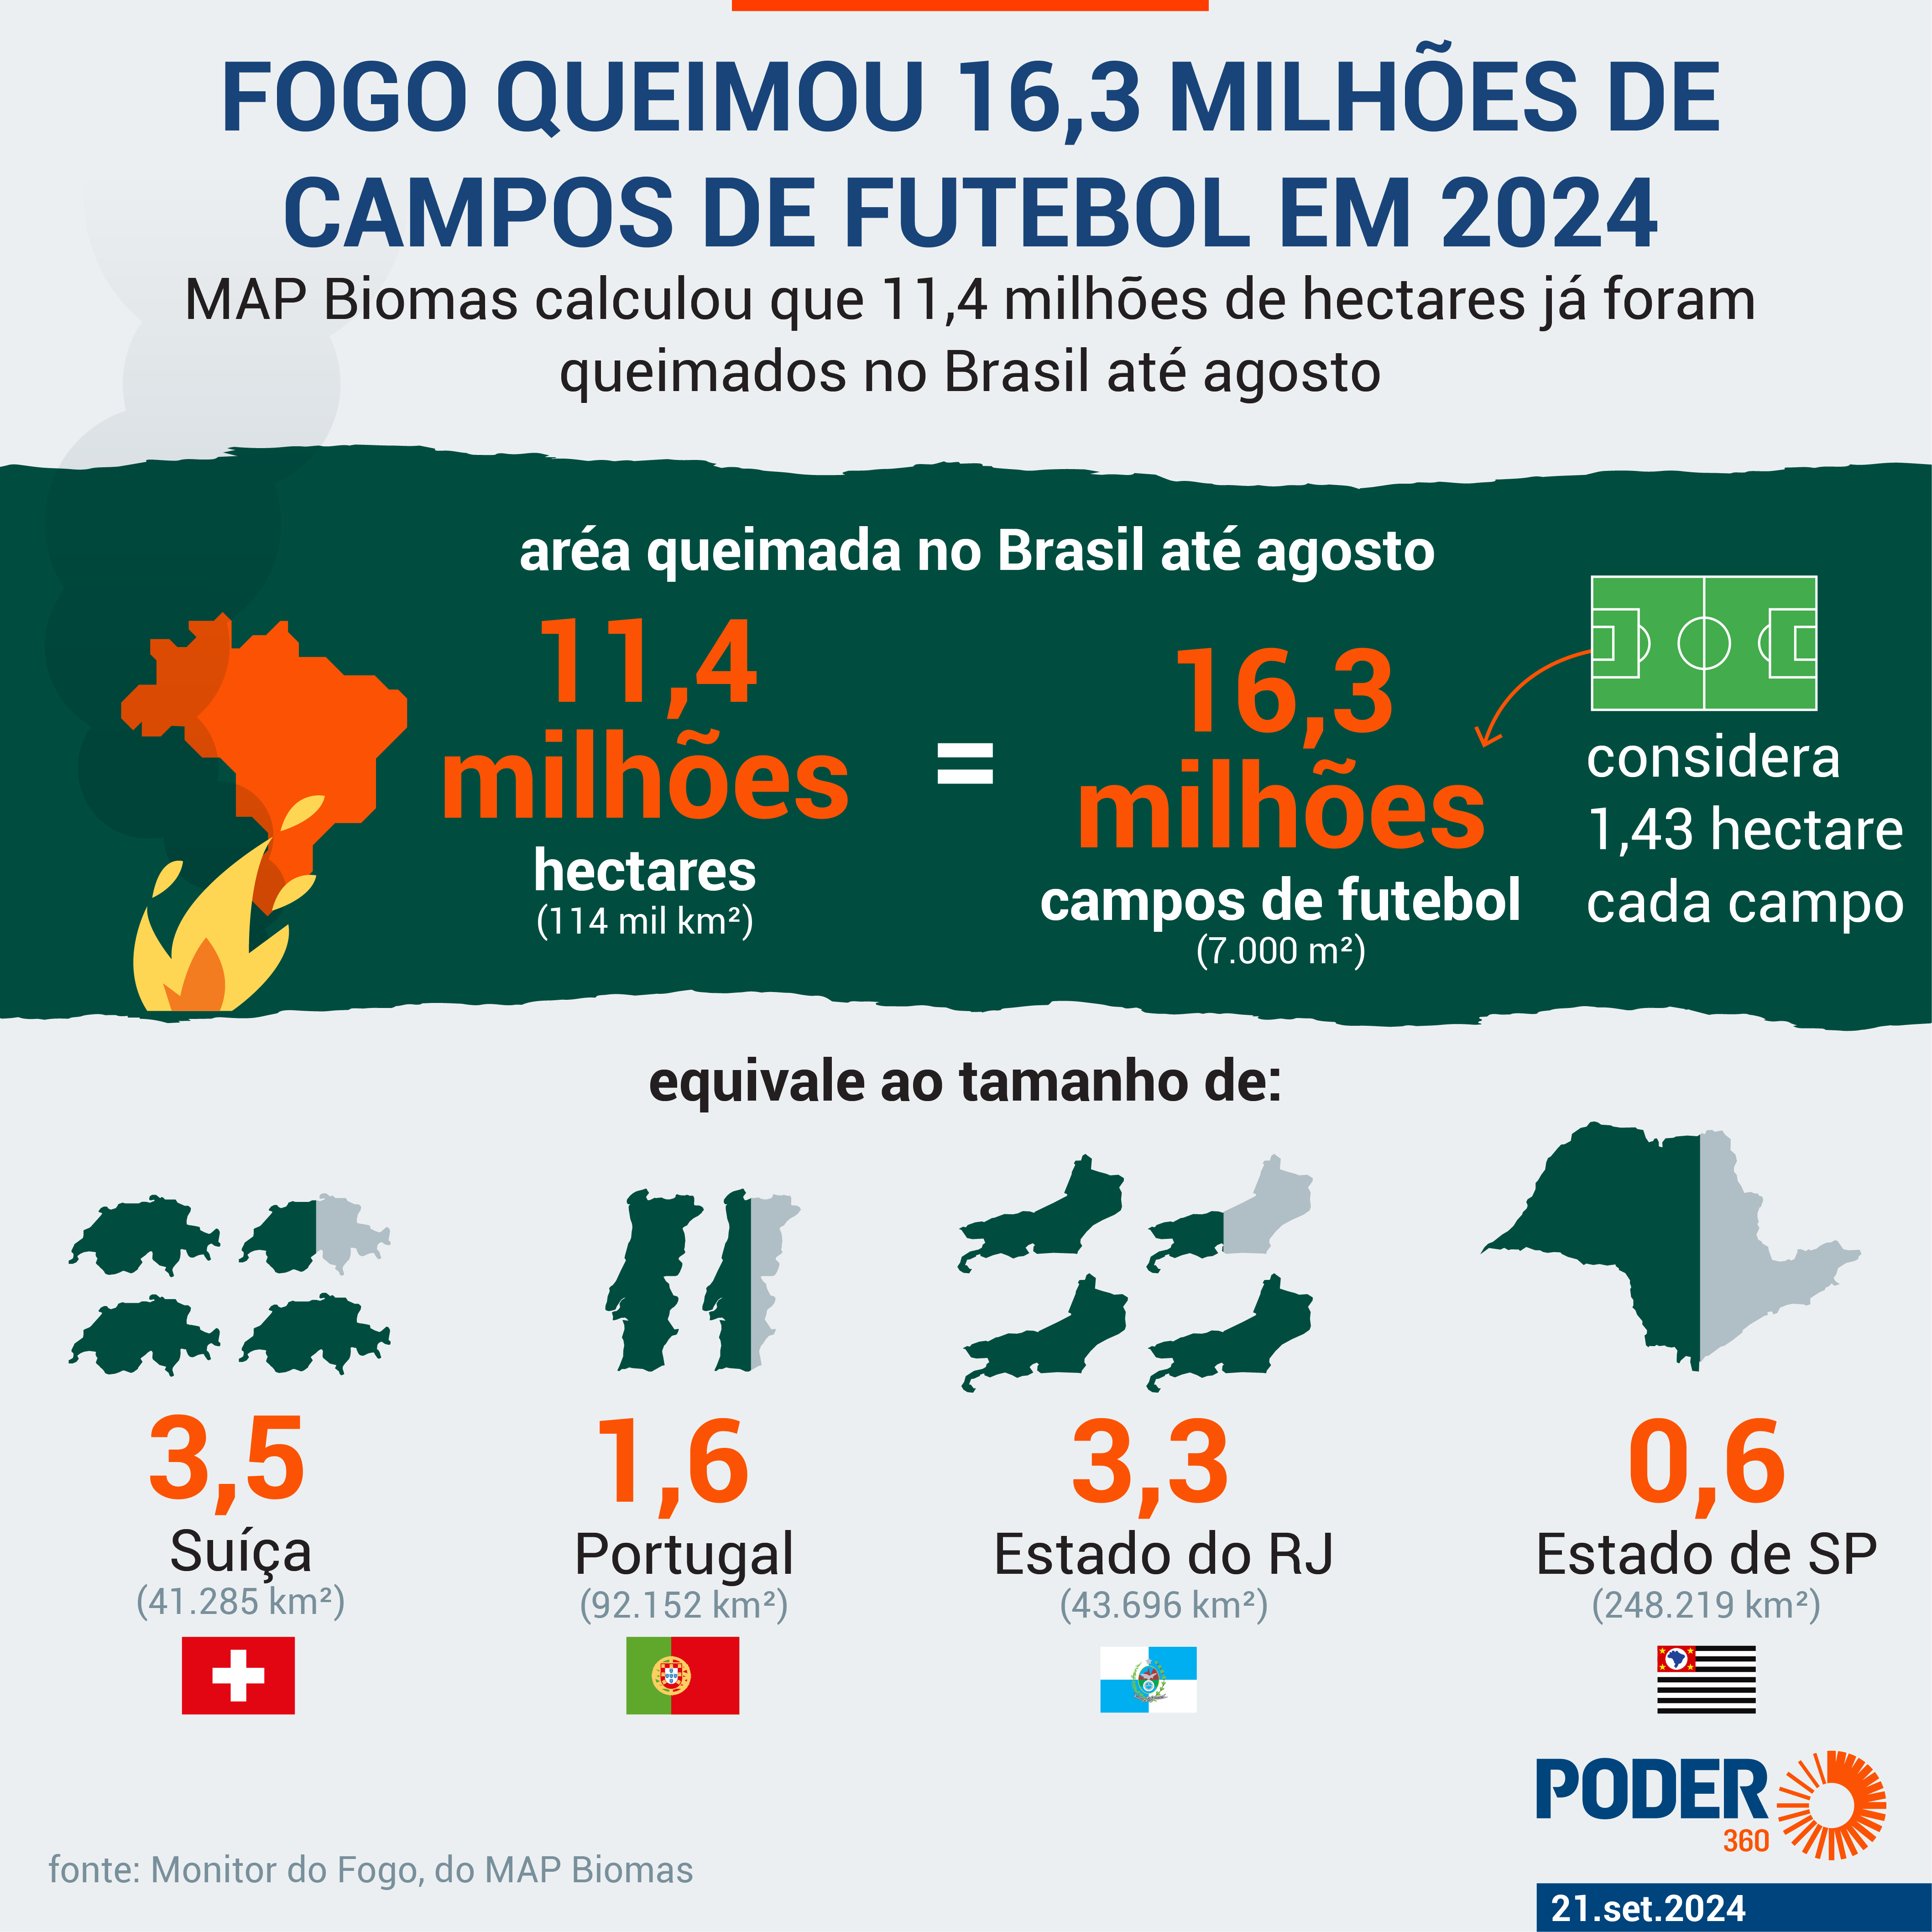 FOGO QUEIMOU 16,3 MILHÕES DE
CAMPOS DE FUTEBOL EM 2024
MAP Biomas calculou que 11,4 milhões de hectares já foram
queimados no Brasil até agosto
aréa queimada no Brasil até agosto
11,4
milhões
hectares
(114 mil km²)
=
16,3
milhões
campos de futebol
(7.000 m²)
considera
1,43 hectare
cada campo
equivale ao tamanho de:
3,5
Suíça
(41.285 km²)
1,6
Portugal
(92.152 km²)
3,3
Estado do RJ
(43.696 km²)
0,6
Estado de SP
(248.219 km²)
PODER
360
fonte: Monitor do Fogo, do MAP Biomas
21.set.2024